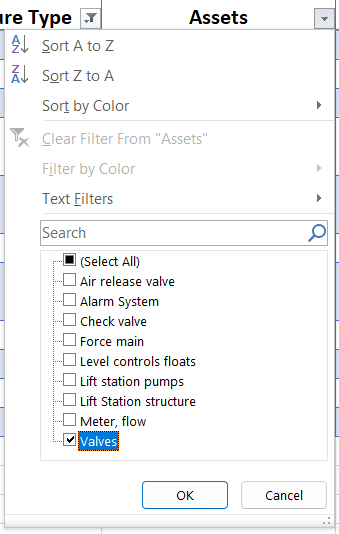 ure Type Assets
Sort A to Z
Sort Z to A
Sort by Color
Clear Filter From "Assets"
Filter by Color
Text Filters
Search
(Select All)
Air release valve
Alarm System
Check valve
Force main
Level controls floats
Lift station pumps
Lift Station structure
Meter, flow
Valves
OK Cancel